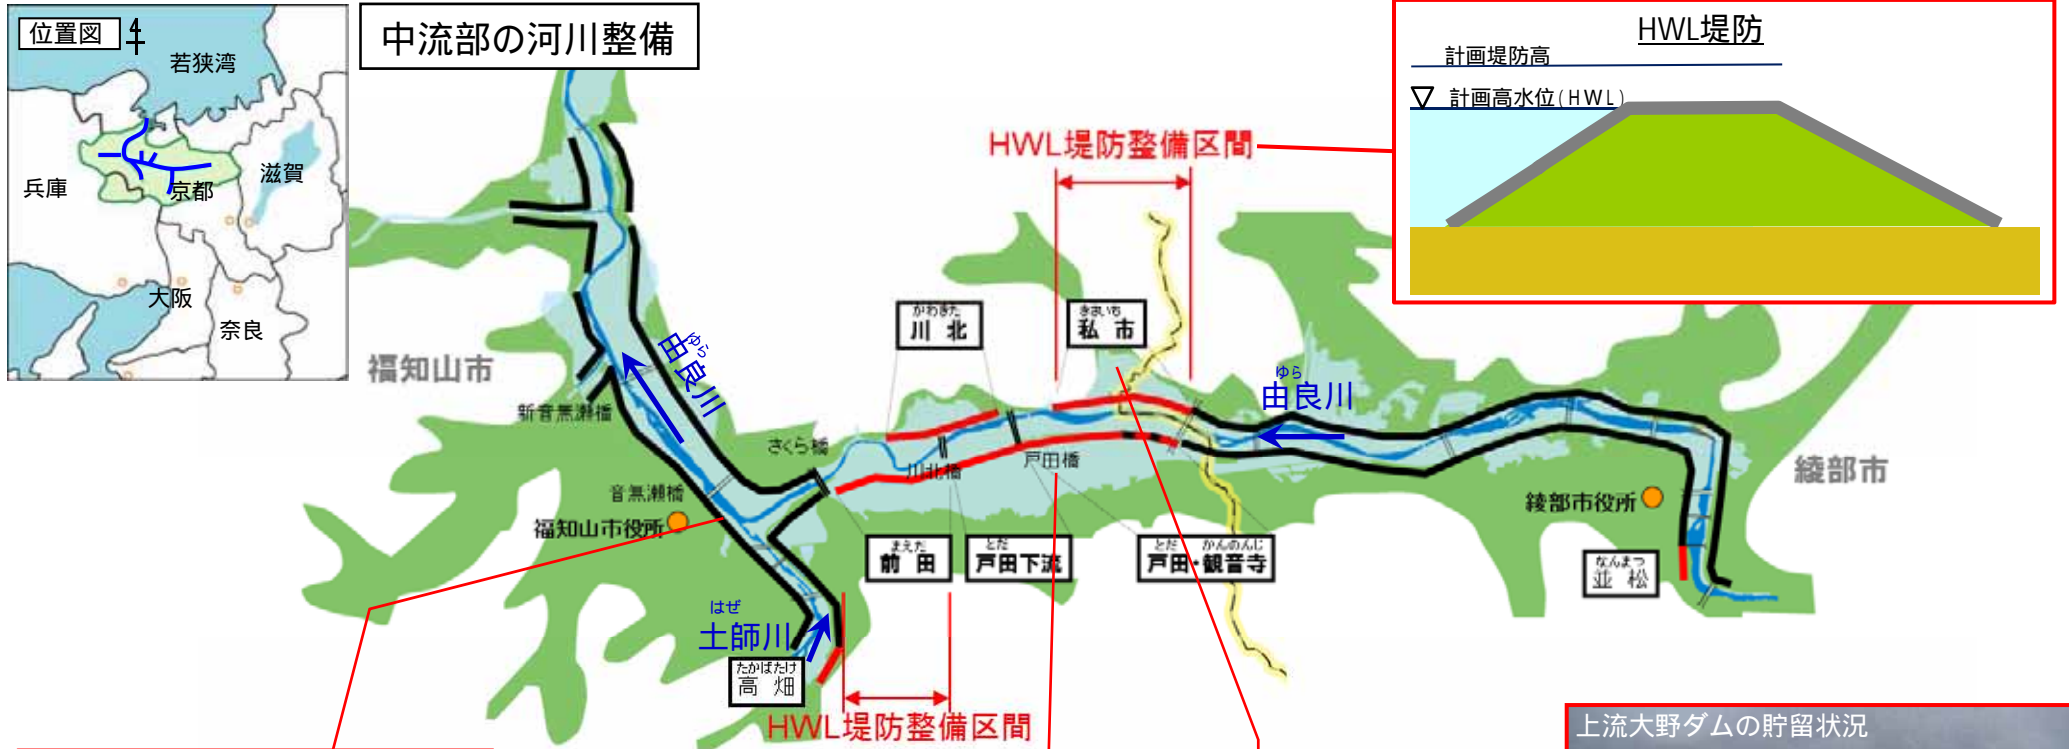 位置図
若狭湾
兵庫
京都
滋賀
大阪
奈良
中流部の河川整備
HWL堤防
計画堤防高
計画高水位(HWL)
HWL堤防整備区間
かわきた
川北
きさいち
私市
福知山市
ゆら
由良川
新音無瀬橋
さくら橋
川北橋
戸田橋
ゆら
由良川
綾部市
音無瀬橋
福知山市役所
綾部市役所
まえだ
前田
とだ
戸田下流
とだ かんのんじ
戸田・観音寺
なんまつ
並松
はぜ
土師川
たかばたけ
高畑
HWL堤防整備区間
上流大野ダムの貯留状況